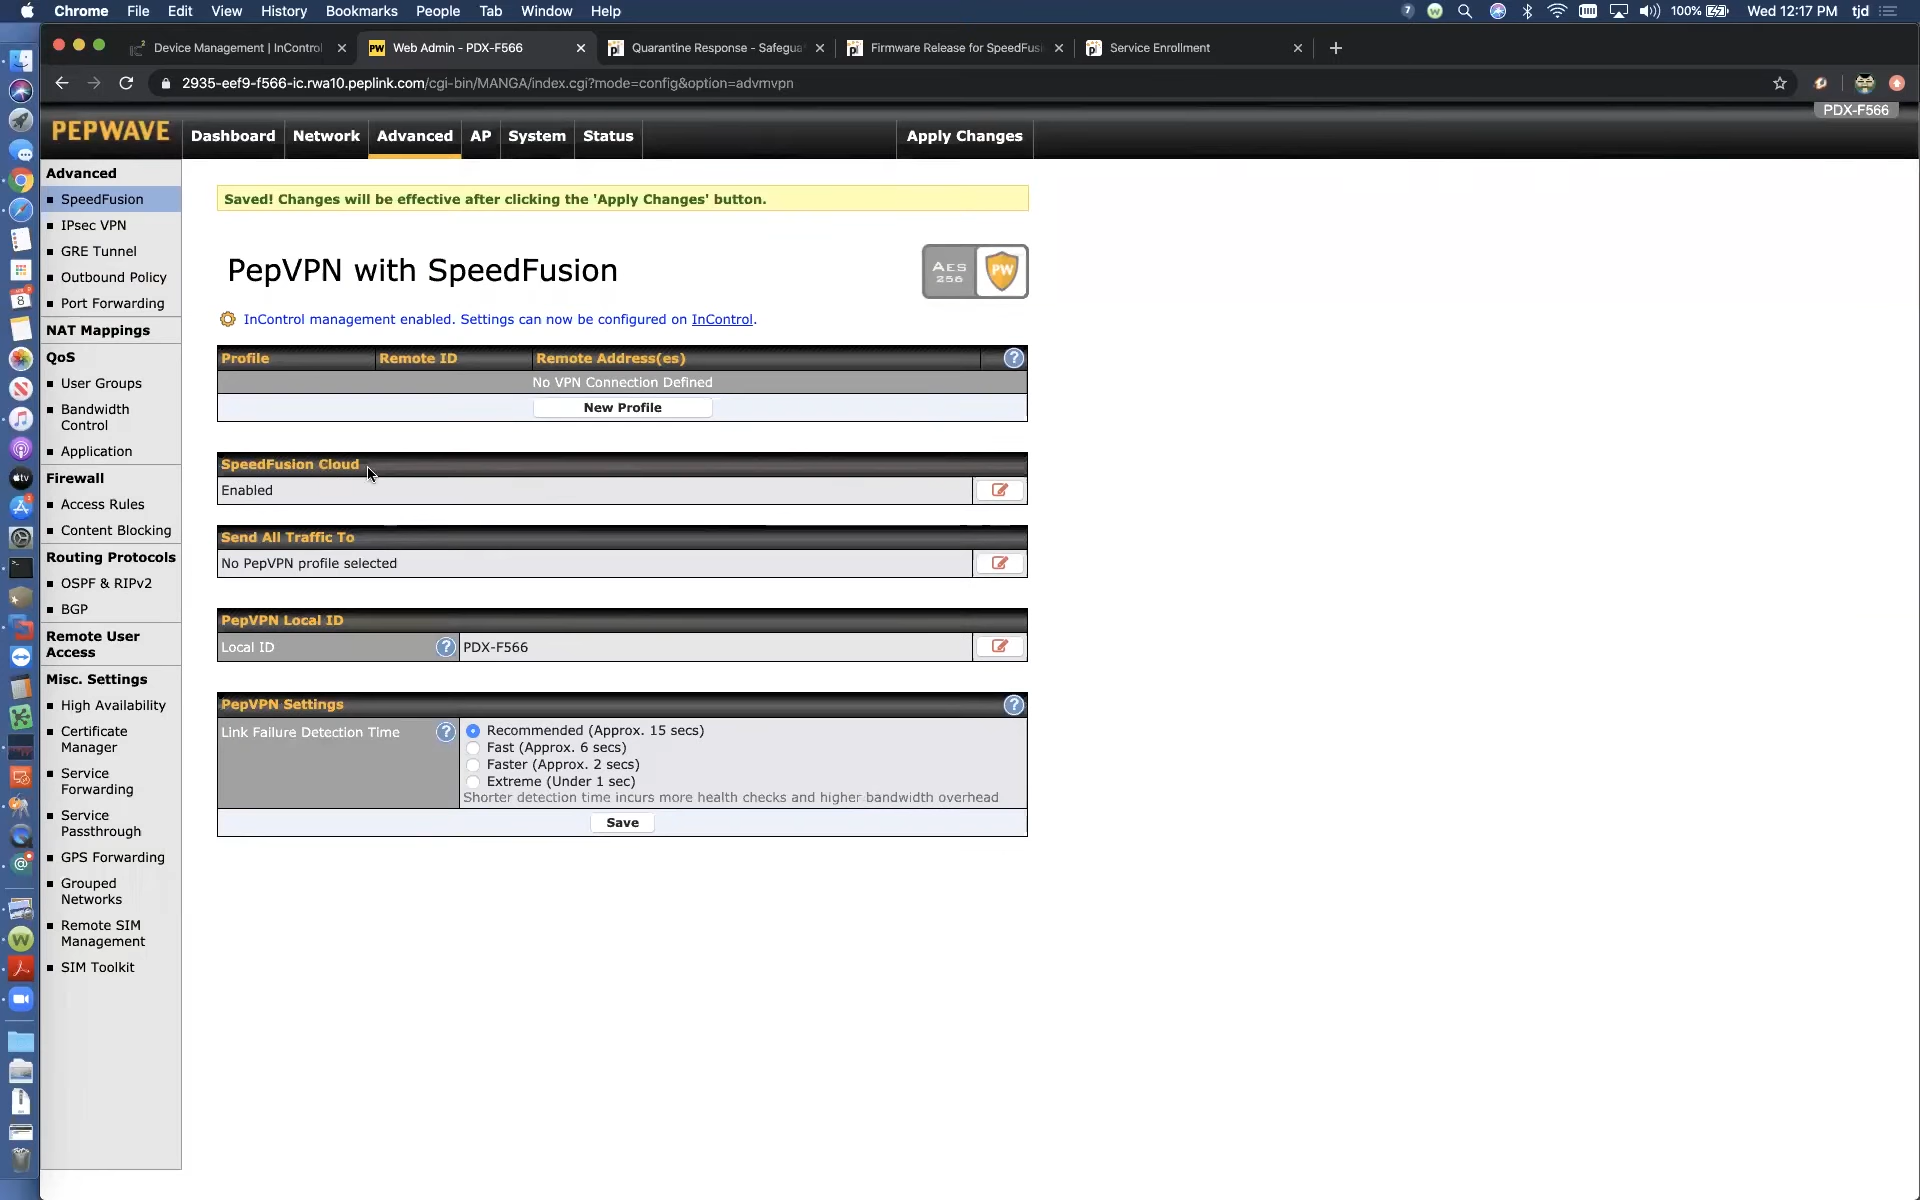 Chrome File Edit View History Bookmarks People Tab Window Help
7 W 100% Wed 12:17 PM tjd
Device Management | InControl
Web Admin - PDX-F566
Quarantine Response - Safegua
Firmware Release for SpeedFus
Service Enrollment
2935-eef9-f566-ic.rwa10.peplink.com/cgi-bin/MANGA/index.cgi?mode=config&option=advmvpn
PDX-F566
PEPWAVE Dashboard Network Advanced AP System Status Apply Changes
Advanced
SpeedFusion
IPsec VPN
GRE Tunnel
Outbound Policy
Port Forwarding
NAT Mappings
QoS
User Groups
Bandwidth
Control
Application
Firewall
Access Rules
Content Blocking
Routing Protocols
OSPF & RIPv2
BGP
Remote User
Access
Misc. Settings
High Availability
Certificate
Manager
Service
Forwarding
Service
Passthrough
GPS Forwarding
Grouped
Networks
Remote SIM
Management
SIM Toolkit
Saved! Changes will be effective after clicking the 'Apply Changes' button.
PepVPN with SpeedFusion
AES
256
PW
InControl management enabled. Settings can now be configured on InControl.
Profile Remote ID Remote Address(es) ?
No VPN Connection Defined
New Profile
SpeedFusion Cloud
Enabled
Send All Traffic To
No PepVPN profile selected
PepVPN Local ID
Local ID ? PDX-F566
PepVPN Settings ?
Link Failure Detection Time ? Recommended (Approx. 15 secs)
Fast (Approx. 6 secs)
Faster (Approx. 2 secs)
Extreme (Under 1 sec)
Shorter detection time incurs more health checks and higher bandwidth overhead
Save